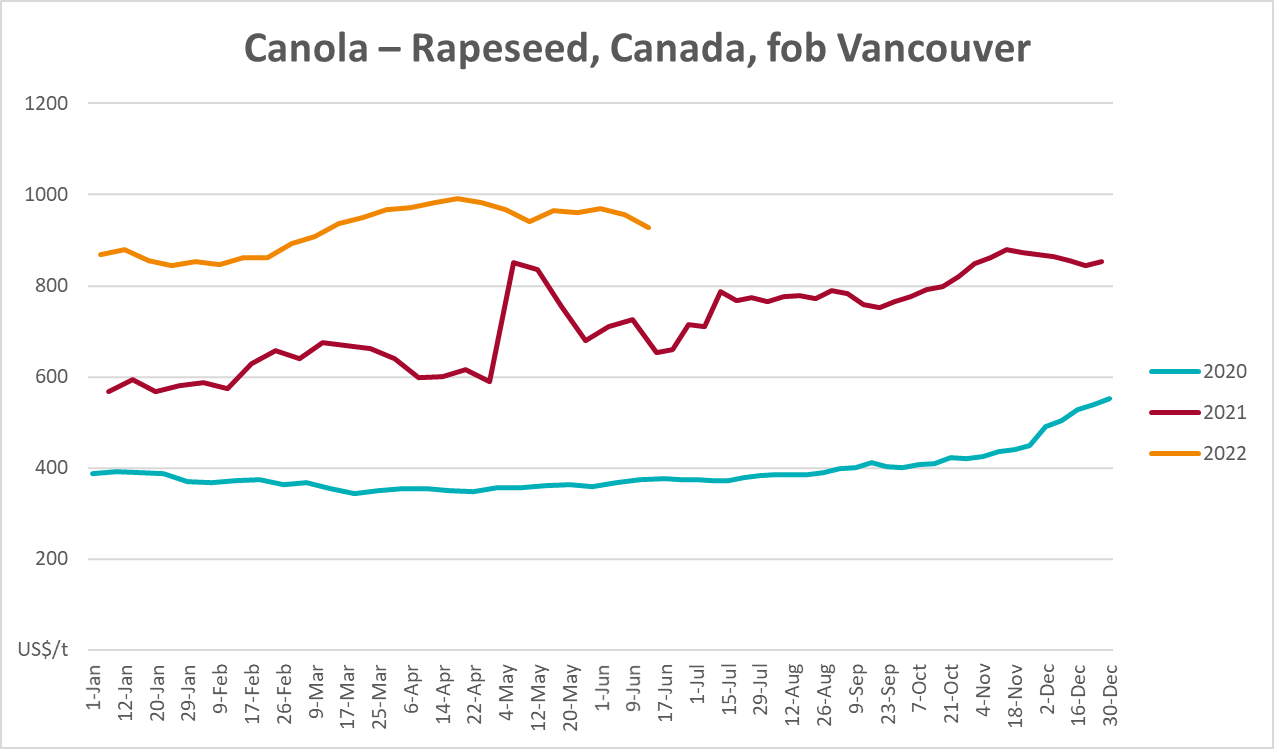 Canola – Rapeseed, Canada, fob Vancouver
1200
1000
800
600
400
200
US$/t
1-Jan
12-Jan
20-Jan
29-Jan
9-Feb
17-Feb
26-Feb
9-Mar
17-Mar
25-Mar
6-Apr
14-Apr
22-Apr
4-May
12-May
20-May
1-Jun
9-Jun
17-Jun
1-Jul
15-Jul
29-Jul
12-Aug
26-Aug
9-Sep
23-Sep
7-Oct
21-Oct
4-Nov
18-Nov
2-Dec
16-Dec
30-Dec
2020
2021
2022